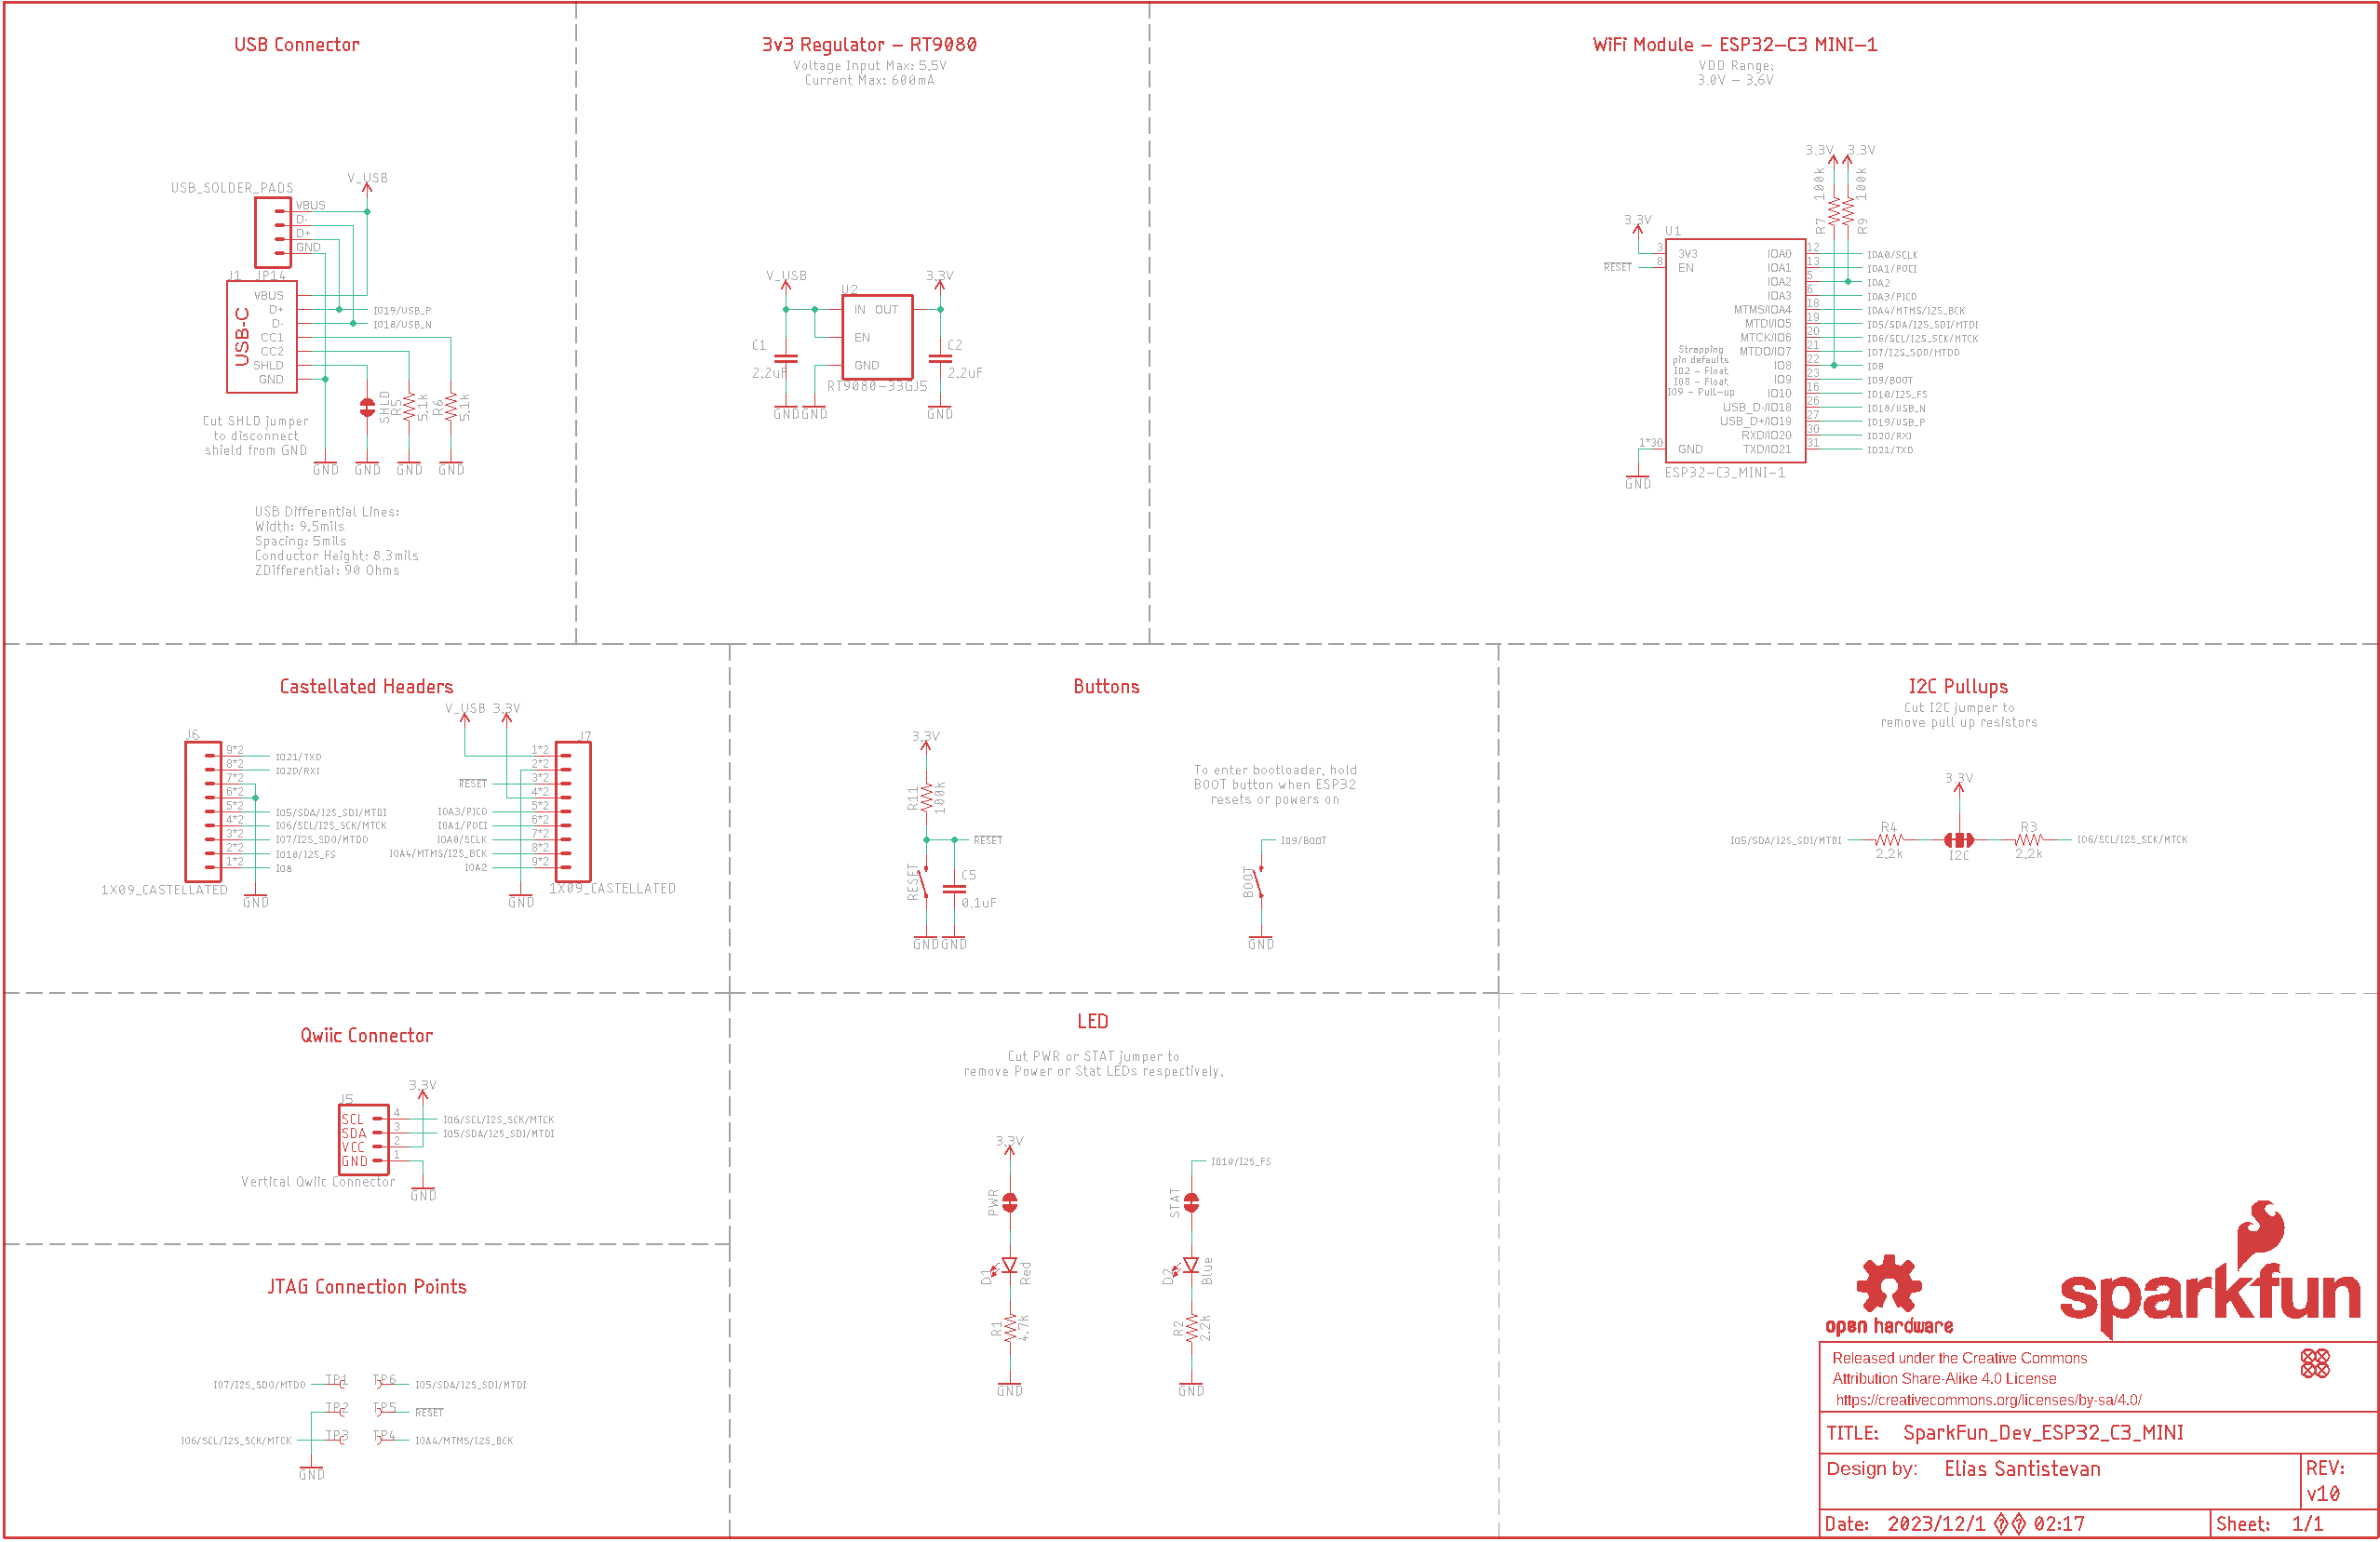 USB Connector
USB_SOLDER_PADS
V_USB
VBUS
D-
D+
GND
J1 JP14
USB-C
VBUS
D+
D-
CC1
CC2
SHLD
GND
IO19/USB_P
IO18/USB_N
SHLD
R5
5.1k
R6
5.1k
Cut SHLD jumper
to disconnect
shield from GND
GND GND GND GND
USB Differential Lines:
Width: 9.5mils
Spacing: 5mils
Conductor Height: 8.3mils
ZDifferential: 90 Ohms
3v3 Regulator - RT9080
Voltage Input Max: 5.5V
Current Max: 600mA
V_USB
3.3V
U2
IN OUT
EN
GND
C1
2.2uF
C2
2.2uF
RT9080-33GJ5
GND GND GND
WiFi Module - ESP32-C3 MINI-1
VDD Range:
3.0V - 3.6V
3.3V 3.3V
R7 100k
R9 100k
3.3V
U1
RESET
3 3V3
8 EN
1*30 GND
GND
Strapping
pin defaults
IO2 - Float
IO8 - Float
IO9 - Pull-up
IOA0 12 IOA0/SCLK
IOA1 13 IOA1/POCI
IOA2 5 IOA2
IOA3 6 IOA3/PICO
MTMS/IOA4 18 IOA4/MTMS/I2S_BCK
MTDI/IO5 19 IO5/SDA/I2S_SDI/MTDI
MTCK/IO6 20 IO6/SCL/I2S_SCK/MTCK
MTDO/IO7 21 IO7/I2S_SDO/MTDO
IO8 22 IO8
IO9 23 IO9/BOOT
IO10 16 IO10/I2S_FS
USB_D-/IO18 26 IO18/USB_N
USB_D+/IO19 27 IO19/USB_P
RXD/IO20 30 IO20/RXI
TXD/IO21 31 IO21/TXO
ESP32-C3_MINI-1
Castellated Headers
J6
9*2 IO21/TXO
8*2 IO20/RXI
7*2
6*2
5*2 IO5/SDA/I2S_SDI/MTDI
4*2 IO6/SCL/I2S_SCK/MTCK
3*2 IO7/I2S_SDO/MTDO
2*2 IO10/I2S_FS
1*2 IO8
1X09_CASTELLATED
GND
V_USB 3.3V
J7
1*2
2*2
RESET 3*2
4*2
IOA3/PICO 5*2
IOA1/POCI 6*2
IOA0/SCLK 7*2
IOA4/MTMS/I2S_BCK 8*2
IOA2 9*2
1X09_CASTELLATED
GND
Buttons
3.3V
R11
100k
RESET
RESET
C5
0.1uF
GND GND
To enter bootloader, hold
BOOT button when ESP32
resets or powers on
IO9/BOOT
BOOT
GND
I2C Pullups
Cut I2C jumper to
remove pull up resistors
3.3V
IO5/SDA/I2S_SDI/MTDI
R4
2.2k
I2C
R3
2.2k
IO6/SCL/I2S_SCK/MTCK
Qwiic Connector
3.3V
J5
SCL 4 IO6/SCL/I2S_SCK/MTCK
SDA 3 IO5/SDA/I2S_SDI/MTDI
VCC 2
GND 1
Vertical Qwiic Connector
GND
LED
Cut PWR or STAT jumper to
remove Power or Stat LEDs respectively.
3.3V
PWR
D1
Red
R1
4.7k
GND
IO10/I2S_FS
STAT
D2
Blue
R2
2.2k
GND
JTAG Connection Points
IO7/I2S_SDO/MTDO TP1 TP6 IO5/SDA/I2S_SDI/MTDI
TP2 TP5 RESET
IO6/SCL/I2S_SCK/MTCK TP3 TP4 IOA4/MTMS/I2S_BCK
GND
open hardware
sparkfun
Released under the Creative Commons
Attribution Share-Alike 4.0 License
https://creativecommons.org/licenses/by-sa/4.0/
TITLE: SparkFun_Dev_ESP32_C3_MINI
Design by: Elias Santistevan
REV:
v10
Date: 2023/12/1 �� 02:17
Sheet: 1/1